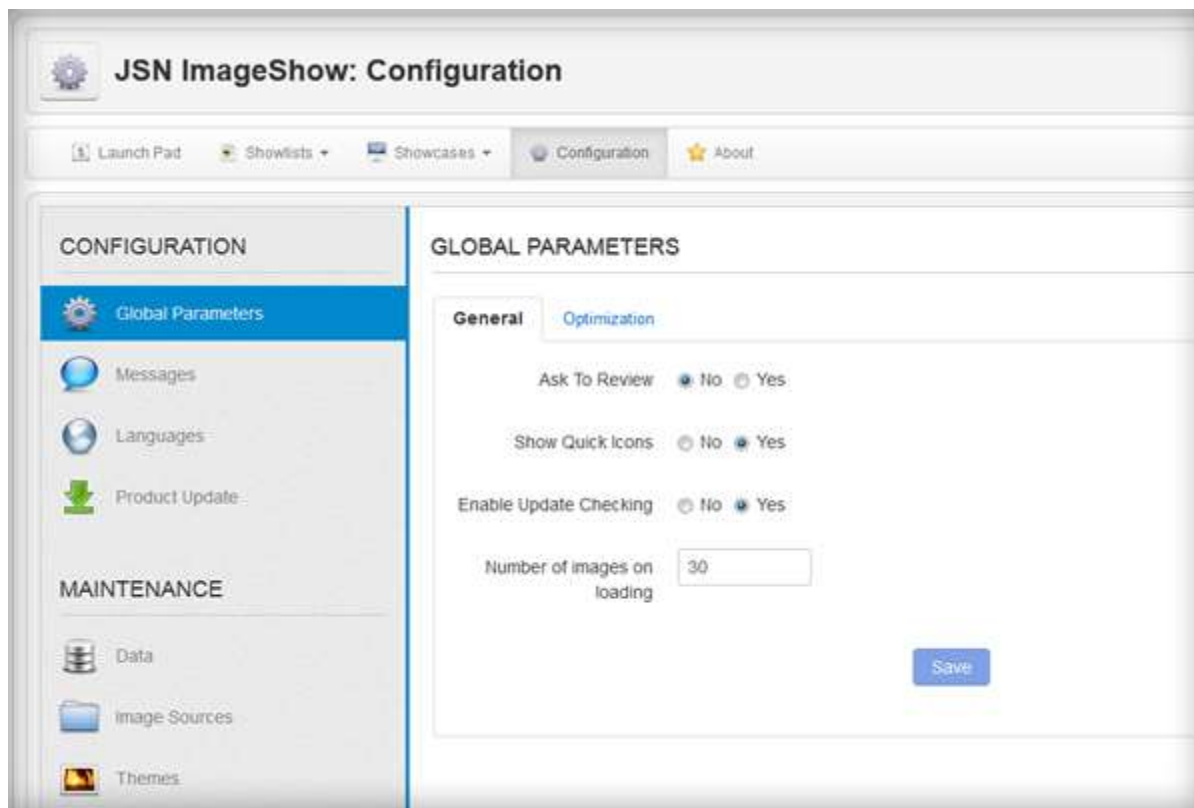 JSN ImageShow: Configuration
Launch Pad
Showlists
Showcases
Configuration
About
CONFIGURATION
Global Parameters
Messages
Languages
Product Update
MAINTENANCE
Data
Image Sources
Themes
GLOBAL PARAMETERS
General
Optimization
Ask To Review No Yes
Show Quick Icons No Yes
Enable Update Checking No Yes
Number of images on 30
loading
Save